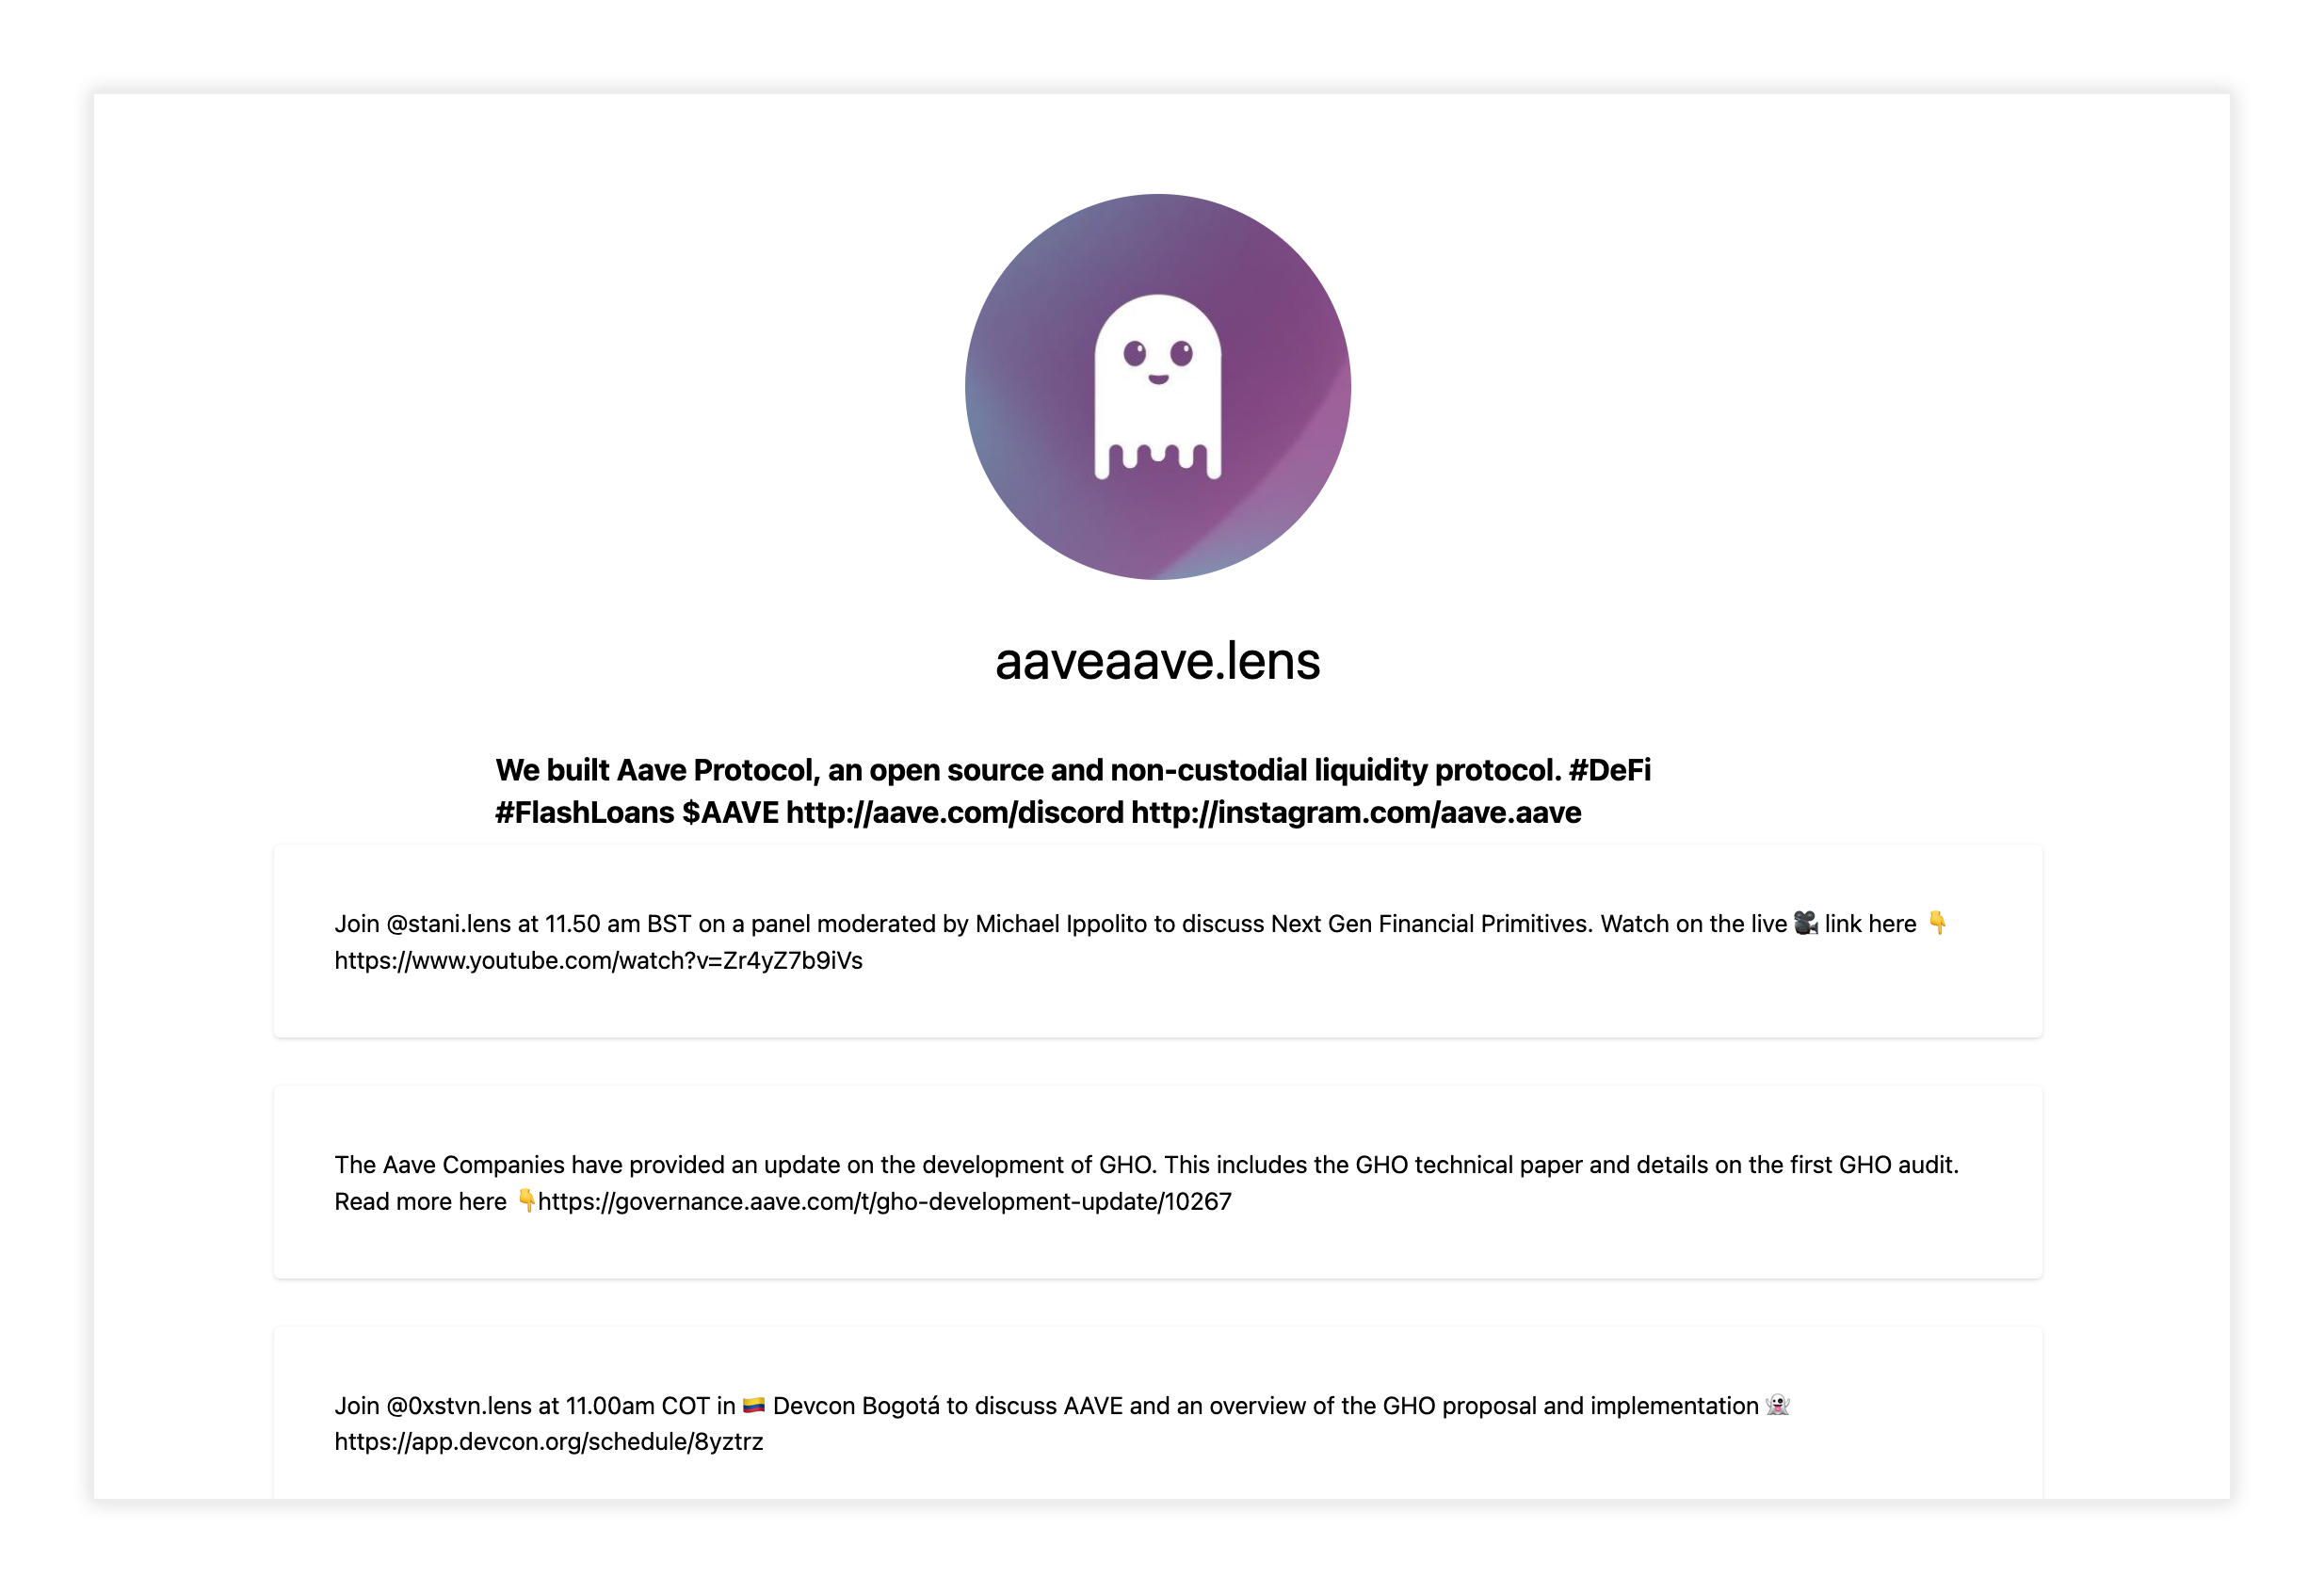 aaveaave.lens
We built Aave Protocol, an open source and non-custodial liquidity protocol. #DeFi
#FlashLoans $AAVE http://aave.com/discord http://instagram.com/aave.aave
Join @stani.lens at 11.50 am BST on a panel moderated by Michael Ippolito to discuss Next Gen Financial Primitives. Watch on the live 🎥 link here 👇
https://www.youtube.com/watch?v=Zr4yZ7b9iVs
The Aave Companies have provided an update on the development of GHO. This includes the GHO technical paper and details on the first GHO audit.
Read more here 👇https://governance.aave.com/t/gho-development-update/10267
Join @0xstvn.lens at 11.00am COT in 🇨🇴 Devcon Bogotá to discuss AAVE and an overview of the GHO proposal and implementation 👻
https://app.devcon.org/schedule/8yztrz